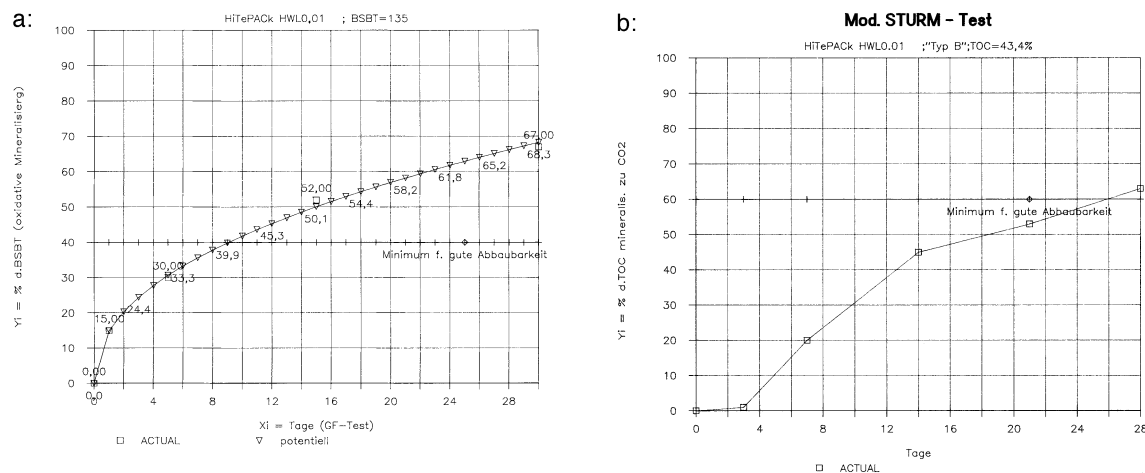 a:
HiTePACk HWL0,01 ; BSBT=135
Yi = % d.BSBT (oxidative Mineralisierg)
100
90
80
70
60
50
40
30
20
10
0
67,00
68,3
65,2
61,8
58,2
52,00
54,4
50,1
45,3
39,9
Minimum f. gute Abbaubarkeit
30,00
33,3
24,4
15,00
0,00
0,0
0 4 8 12 16 20 24 28
Xi = Tage (GF-Test)
ACTUAL potentiell
b:
Mod. STURM - Test
HiTePACk HWL0.01 ;"Typ B";TOC=43,4%
Yi = % d.TOC mineralis. zu CO2
100
90
80
70
60
50
40
30
20
10
0
Minimum f. gute Abbaubarkeit
0 2 4 6 8 12 14 16 20 21 24 28
Tage
ACTUAL